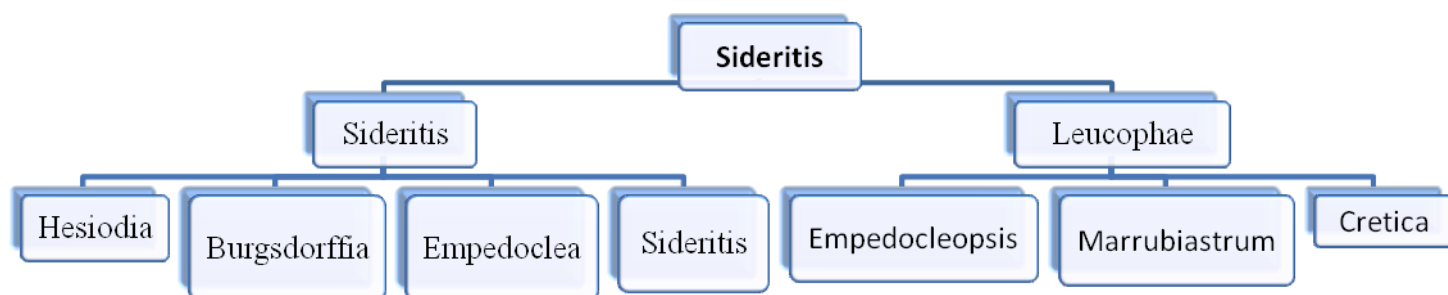 Sideritis
Sideritis
Leucophae
Hesiodia
Burgsdorffia
Empedoclea
Sideritis
Empedocleopsis
Marrubiastrum
Cretica